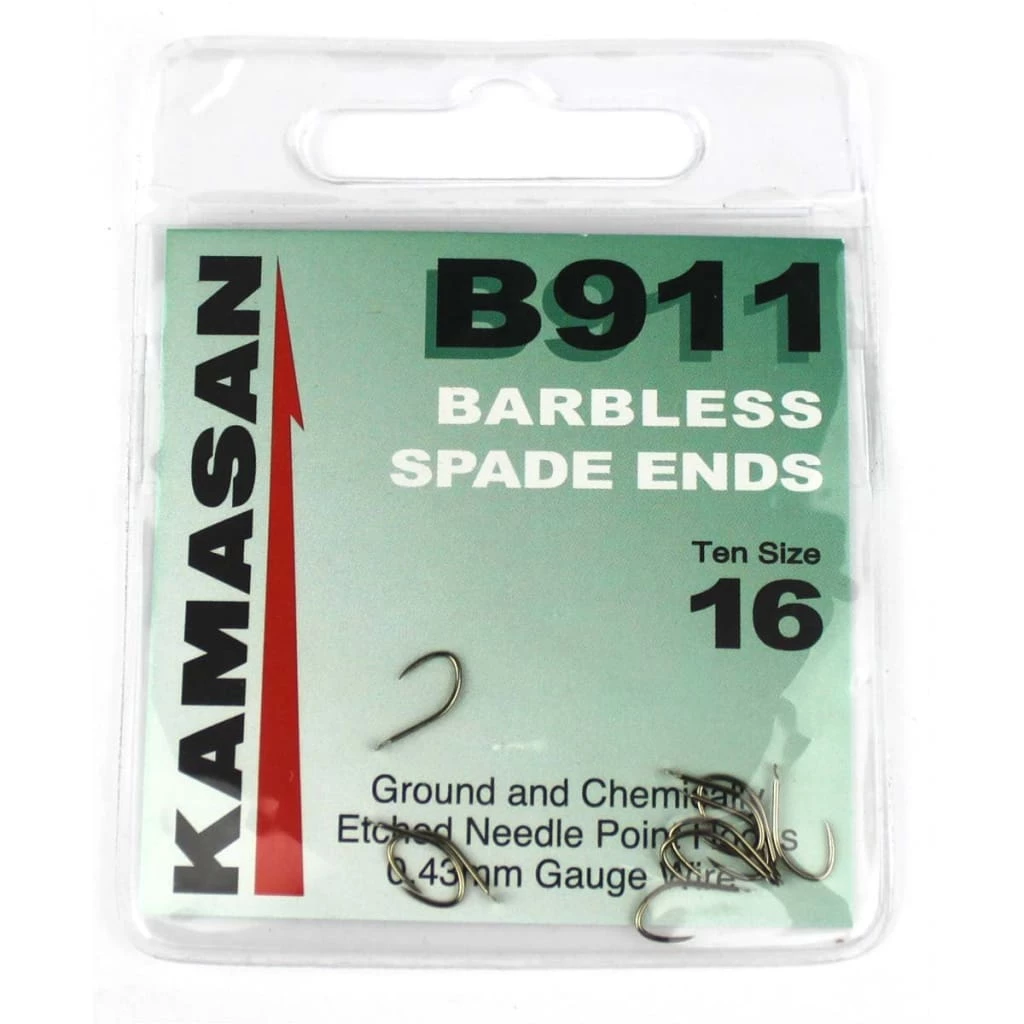 KAMASAN
B911
BARBLESS
SPADE ENDS
Ten Size
16
Ground and Chemically
Etched Needle Point Hooks
0.43mm Gauge Wire